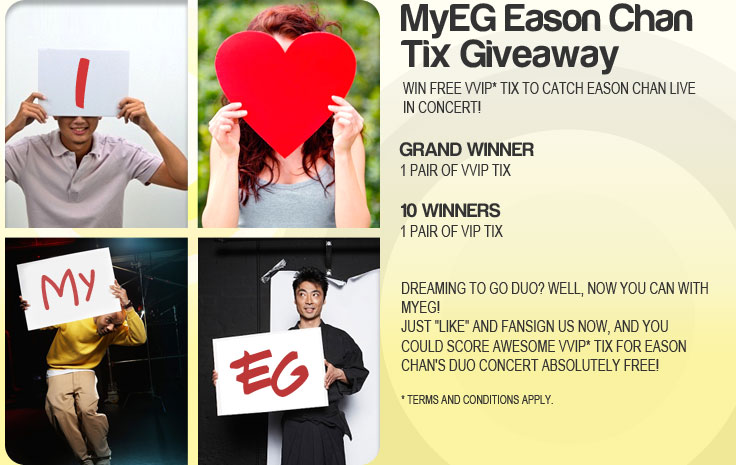 I
My
EG
MyEG Eason Chan
Tix Giveaway
WIN FREE VVIP* TIX TO CATCH EASON CHAN LIVE
IN CONCERT!
GRAND WINNER
1 PAIR OF VVIP TIX
10 WINNERS
1 PAIR OF VIP TIX
DREAMING TO GO DUO? WELL, NOW YOU CAN WITH
MYEG!
JUST "LIKE" AND FANSIGN US NOW, AND YOU
COULD SCORE AWESOME VVIP* TIX FOR EASON
CHAN'S DUO CONCERT ABSOLUTELY FREE!
* TERMS AND CONDITIONS APPLY.